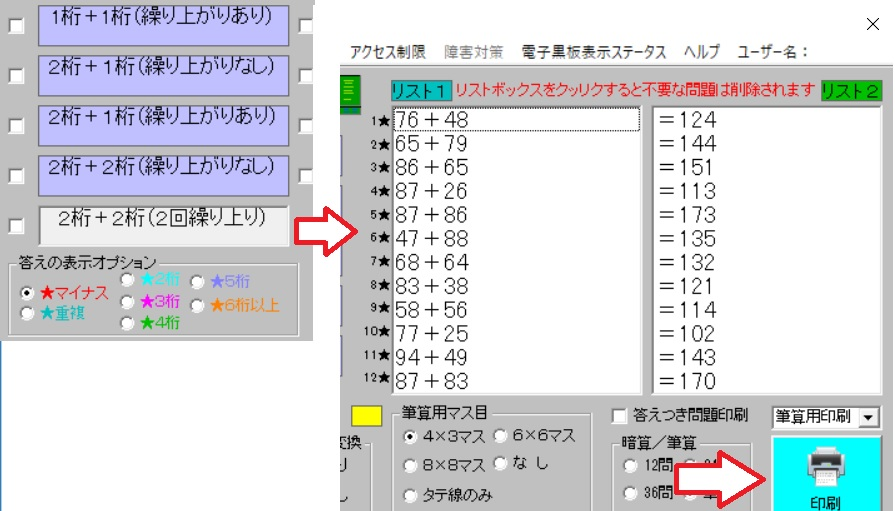 1桁＋1桁(繰り上がりあり)
2桁＋1桁(繰り上がりなし)
2桁＋1桁(繰り上がりあり)
2桁＋2桁(繰り上がりなし)
2桁＋2桁(2回繰り上り)
答えの表示オプション
★マイナス ★2桁 ★5桁
★重複 ★3桁 ★6桁以上
★4桁
アクセス制限 障害対策 電子黒板表示ステータス ヘルプ ユーザー名：
リスト1 リストボックスをクッリクすると不要な問題は削除されます リスト2
1★ 76＋48 ＝124
2★ 65＋79 ＝144
3★ 86＋65 ＝151
4★ 87＋26 ＝113
5★ 87＋86 ＝173
6★ 47＋88 ＝135
7★ 68＋64 ＝132
8★ 83＋38 ＝121
9★ 58＋56 ＝114
10★ 77＋25 ＝102
11★ 94＋49 ＝143
12★ 87＋83 ＝170
筆算用マス目
4×3マス 6×6マス
8×8マス なし
タテ線のみ
答えつき問題印刷 筆算用印刷
暗算／筆算
12問
36問
印刷